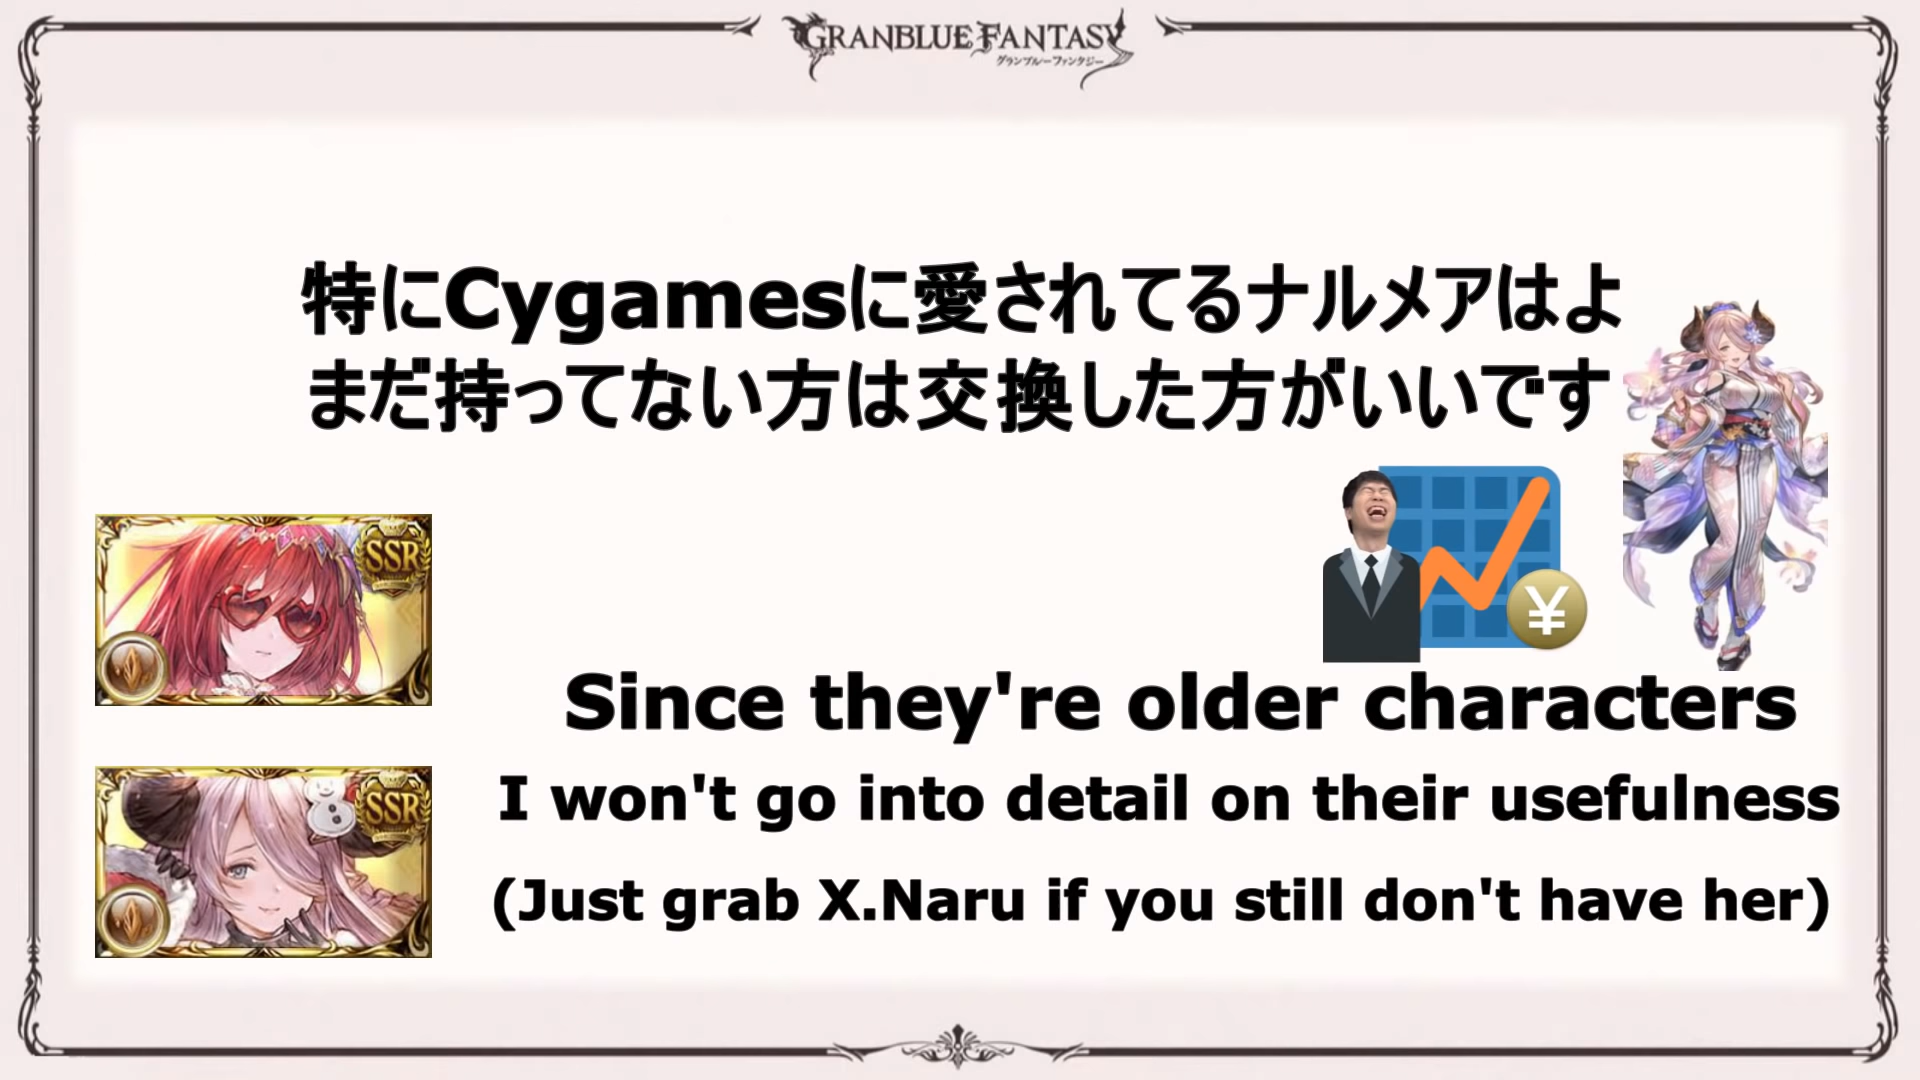 GRANBLUE FANTASY
グランブルーファンタジー
特にCygamesに愛されてるナルメアはよ
まだ持ってない方は交換した方がいいです
SSR
¥
Since they're older characters
SSR
I won't go into detail on their usefulness
(Just grab X.Naru if you still don't have her)